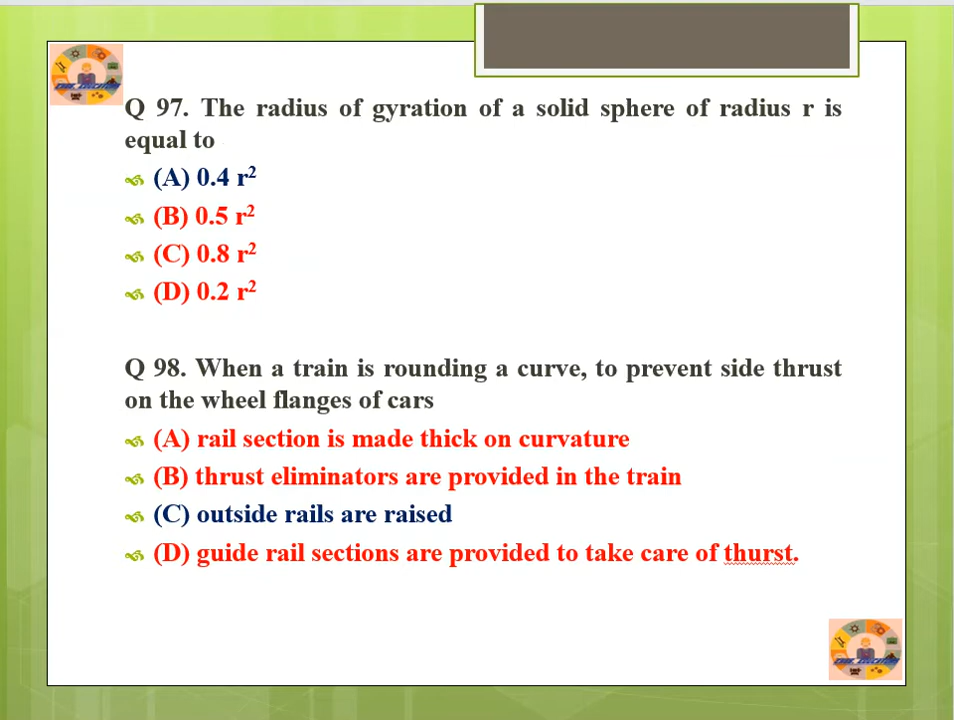 Q 97. The radius of gyration of a solid sphere of radius r is
equal to
(A) 0.4 r²
(B) 0.5 r²
(C) 0.8 r²
(D) 0.2 r²
Q 98. When a train is rounding a curve, to prevent side thrust
on the wheel flanges of cars
(A) rail section is made thick on curvature
(B) thrust eliminators are provided in the train
(C) outside rails are raised
(D) guide rail sections are provided to take care of thurst.